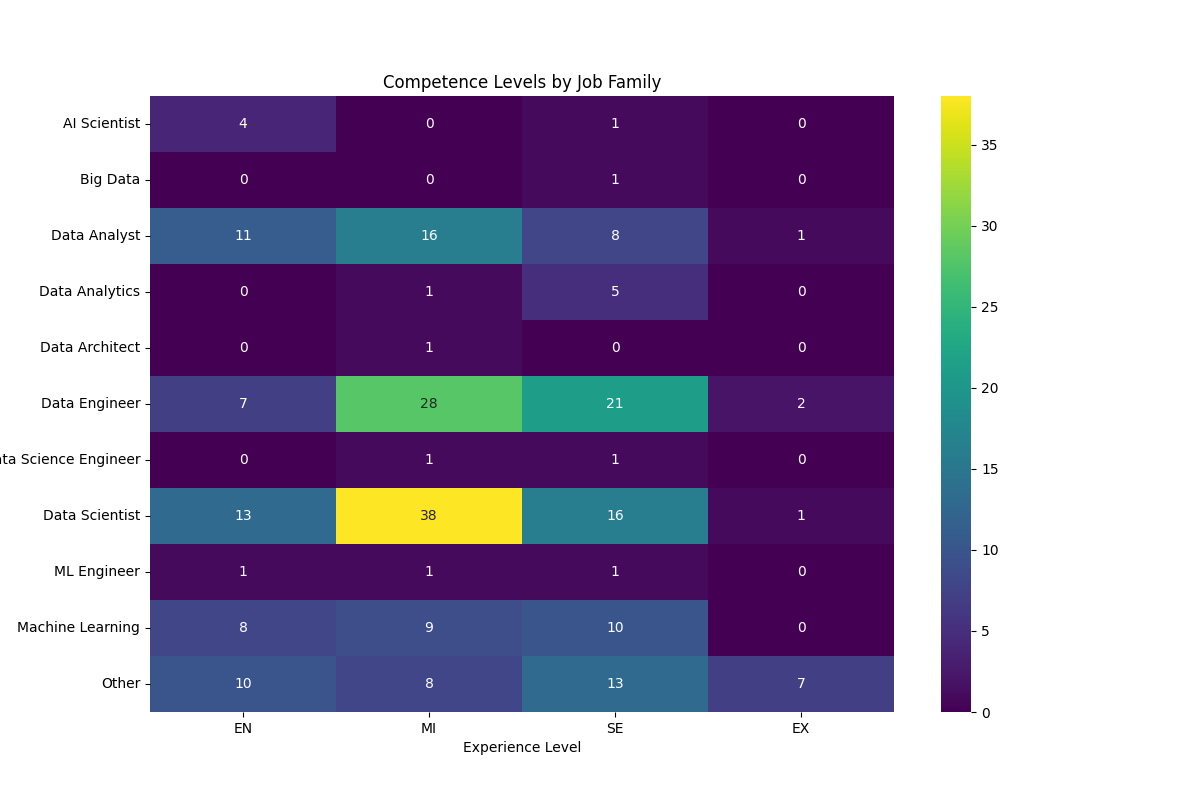 Competence Levels by Job Family
AI Scientist 4 0 1 0
Big Data 0 0 1 0
Data Analyst 11 16 8 1
Data Analytics 0 1 5 0
Data Architect 0 1 0 0
Data Engineer 7 28 21 2
ta Science Engineer 0 1 1 0
Data Scientist 13 38 16 1
ML Engineer 1 1 1 0
Machine Learning 8 9 10 0
Other 10 8 13 7
EN MI SE EX
Experience Level
35
30
25
20
15
10
5
0